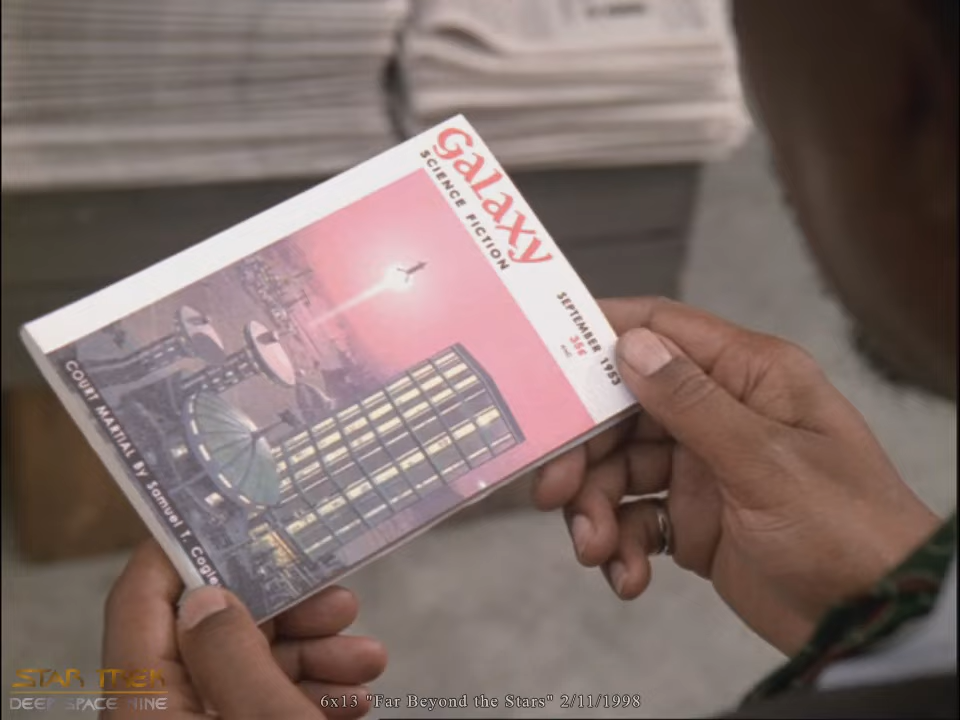 Galaxy
SCIENCE FICTION
SEPTEMBER 1953
35¢
COURT MARTIAL By Samuel T. Cogle
STAR TREK
DEEP SPACE NINE
6x13 "Far Beyond the Stars" 2/11/1998